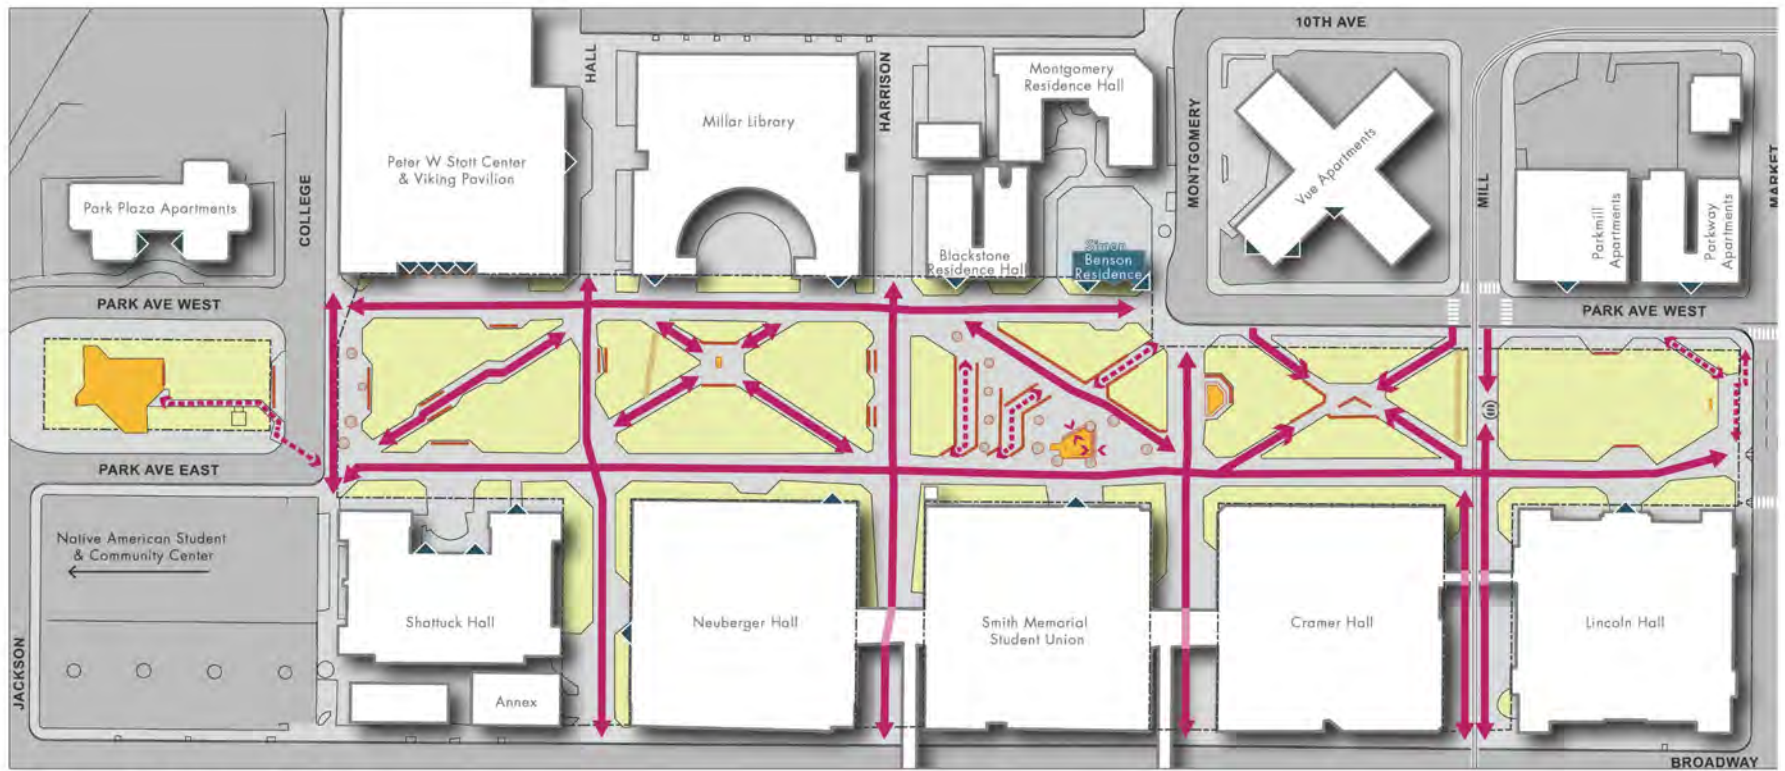 10TH AVE
HALL
HARRISON
COLLEGE
MONTGOMERY
MILL
MARKET
Montgomery
Residence Hall
Millar Library
Peter W Stott Center
& Viking Pavilion
Park Plaza Apartments
Vue Apartments
Parkmill
Apartments
Parkway
Apartments
Blackstone
Residence Hall
Simon
Benson
Residence
PARK AVE WEST
PARK AVE WEST
PARK AVE EAST
Native American Student
& Community Center
Shattuck Hall
Neuberger Hall
Smith Memorial
Student Union
Cramer Hall
Lincoln Hall
Annex
JACKSON
BROADWAY